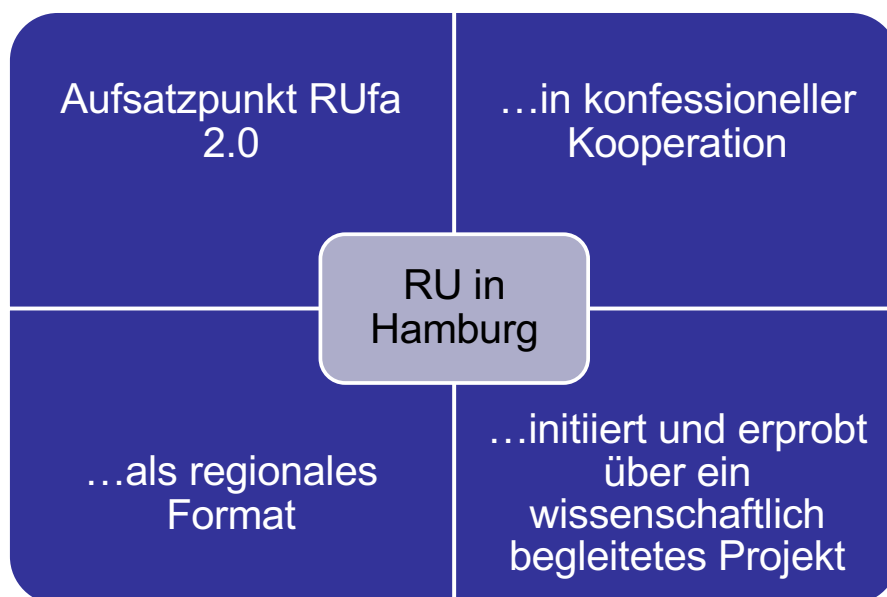 Aufsatzpunkt RUfa
2.0
…in konfessioneller
Kooperation
RU in
Hamburg
…als regionales
Format
…initiiert und erprobt
über ein
wissenschaftlich
begleitetes Projekt